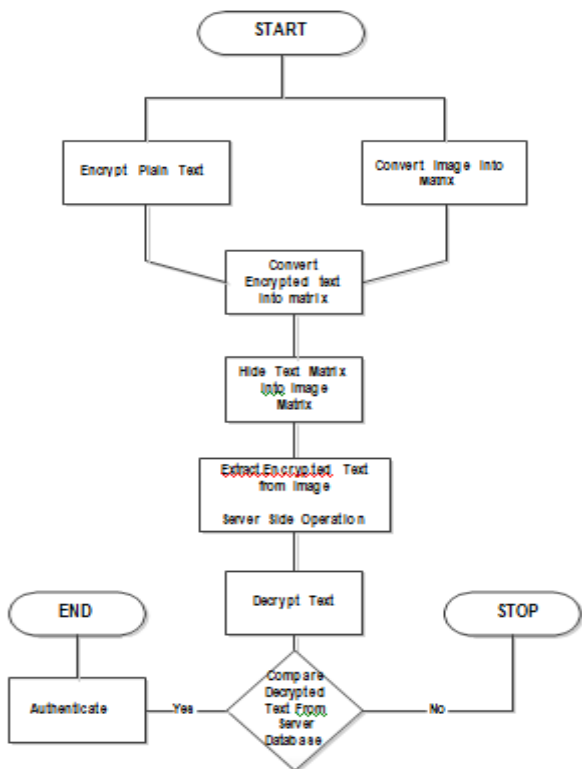 START
Encrypt Plain Text
Convert Image Into
Matrix
Convert
Encrypted text
Into matrix
Hide Text Matrix
Into Image
Matrix
Extract Encrypted Text
from Image
Server Side Operation
Decrypt Text
END
STOP
Compare
Decrypted
Text From
Server
Database
Authenticate
Yes
No